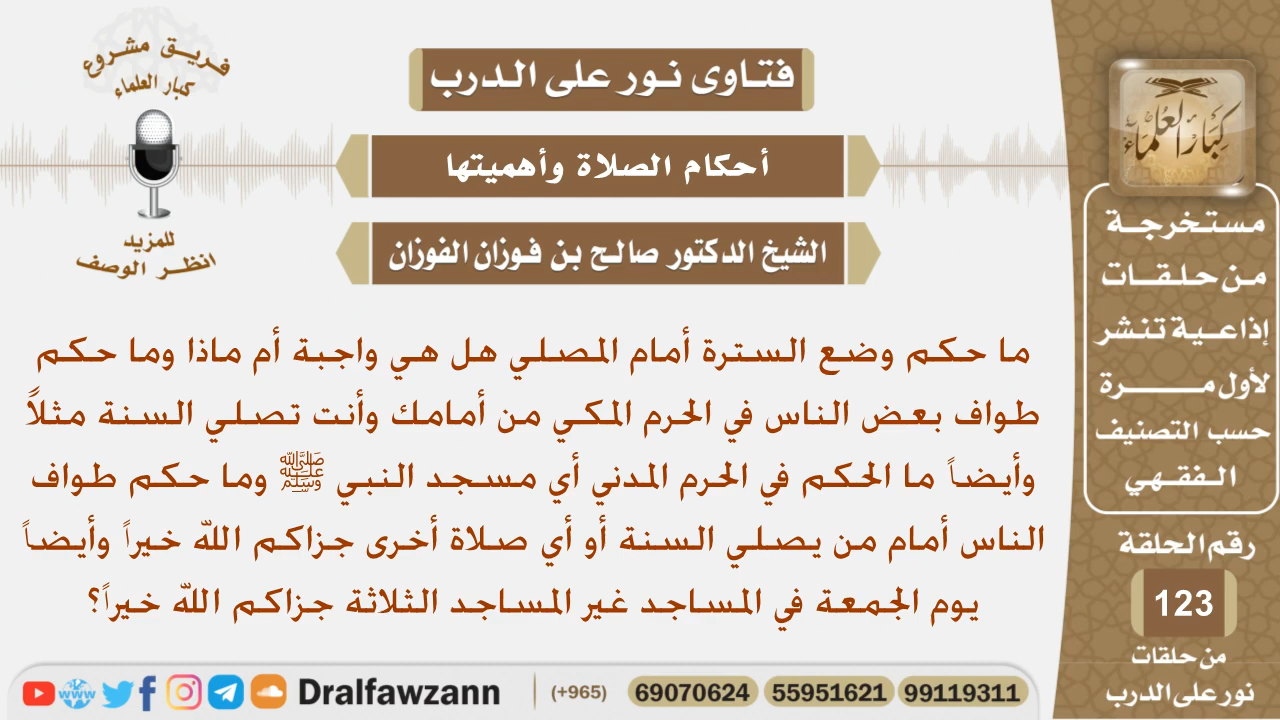 فريق مشروع
كبار العلماء
للمزيد
انظر الوصف
فتاوى نور على الدرب
أحكام الصلاة وأهميتها
الشيخ الدكتور صالح بن فوزان الفوزان
ما حكم وضع السترة أمام المصلي هل هي واجبة أم ماذا وما حكم
طواف بعض الناس في الحرم المكي من أمامك وأنت تصلي السنة مثلاً
وأيضاً ما الحكم في الحرم المدني أي مسجد النبي ﷺ وما حكم طواف
الناس أمام من يصلي السنة أو أي صلاة أخرى جزاكم الله خيراً وأيضاً
يوم الجمعة في المساجد غير المساجد الثلاثة جزاكم الله خيراً؟
كبار العلماء
مستخرجة
من حلقات
إذاعية تنشر
لأول مرة
حسب التصنيف
الفقهي
رقم الحلقة
123
من حلقات
نور على الدرب
www
Dralfawzann
(+965) 69070624 55951621 99119311